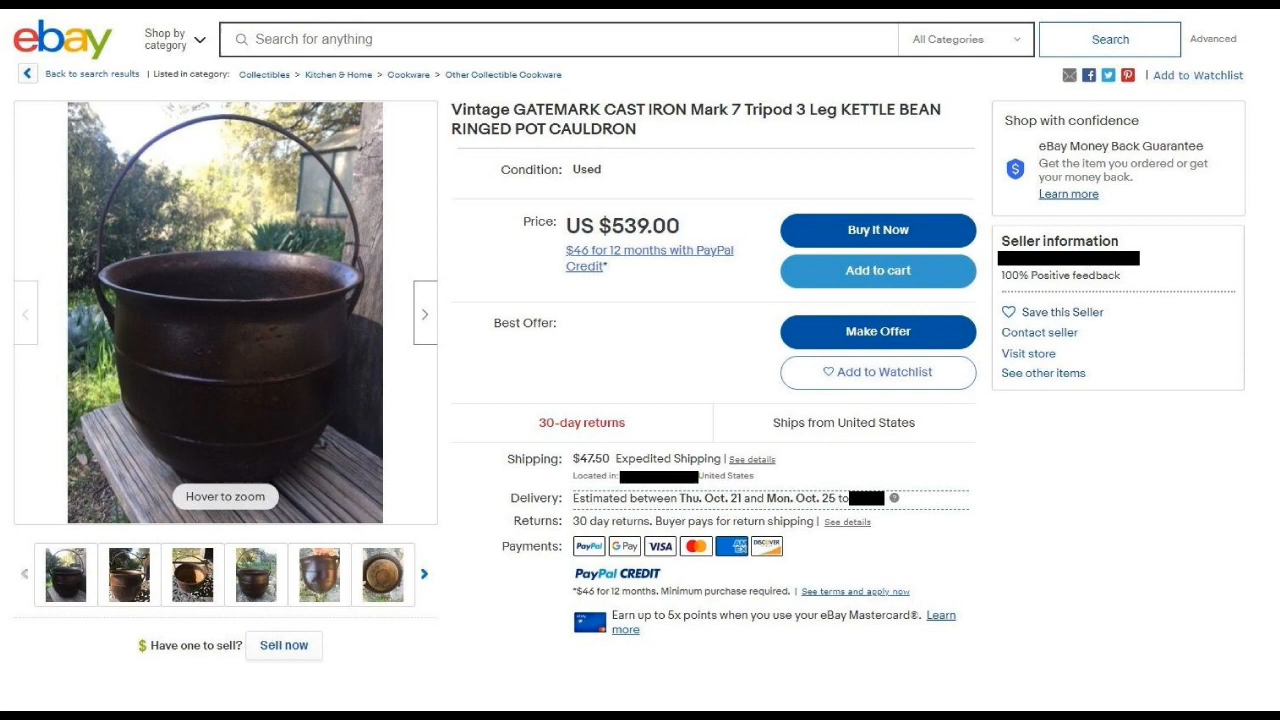 ebay
Shop by
category
Search for anything
All Categories
Search
Advanced
Back to search results | Listed in category: Collectibles > Kitchen & Home > Cookware > Other Collectible Cookware
| Add to Watchlist
Vintage GATEMARK CAST IRON Mark 7 Tripod 3 Leg KETTLE BEAN
RINGED POT CAULDRON
Condition: Used
Price: US $539.00
$46 for 12 months with PayPal
Credit*
Buy It Now
Add to cart
Best Offer:
Make Offer
Add to Watchlist
30-day returns
Ships from United States
Shipping: $47.50 Expedited Shipping | See details
Located in: United States
Delivery: Estimated between Thu. Oct. 21 and Mon. Oct. 25 to
Returns: 30 day returns. Buyer pays for return shipping | See details
Payments: PayPal G Pay VISA AM EX DISCOVER
PayPal CREDIT
*$46 for 12 months. Minimum purchase required. | See terms and apply now
Earn up to 5x points when you use your eBay Mastercard®. Learn
more
Hover to zoom
$ Have one to sell? Sell now
Shop with confidence
eBay Money Back Guarantee
Get the item you ordered or get
your money back.
Learn more
Seller information
100% Positive feedback
Save this Seller
Contact seller
Visit store
See other items